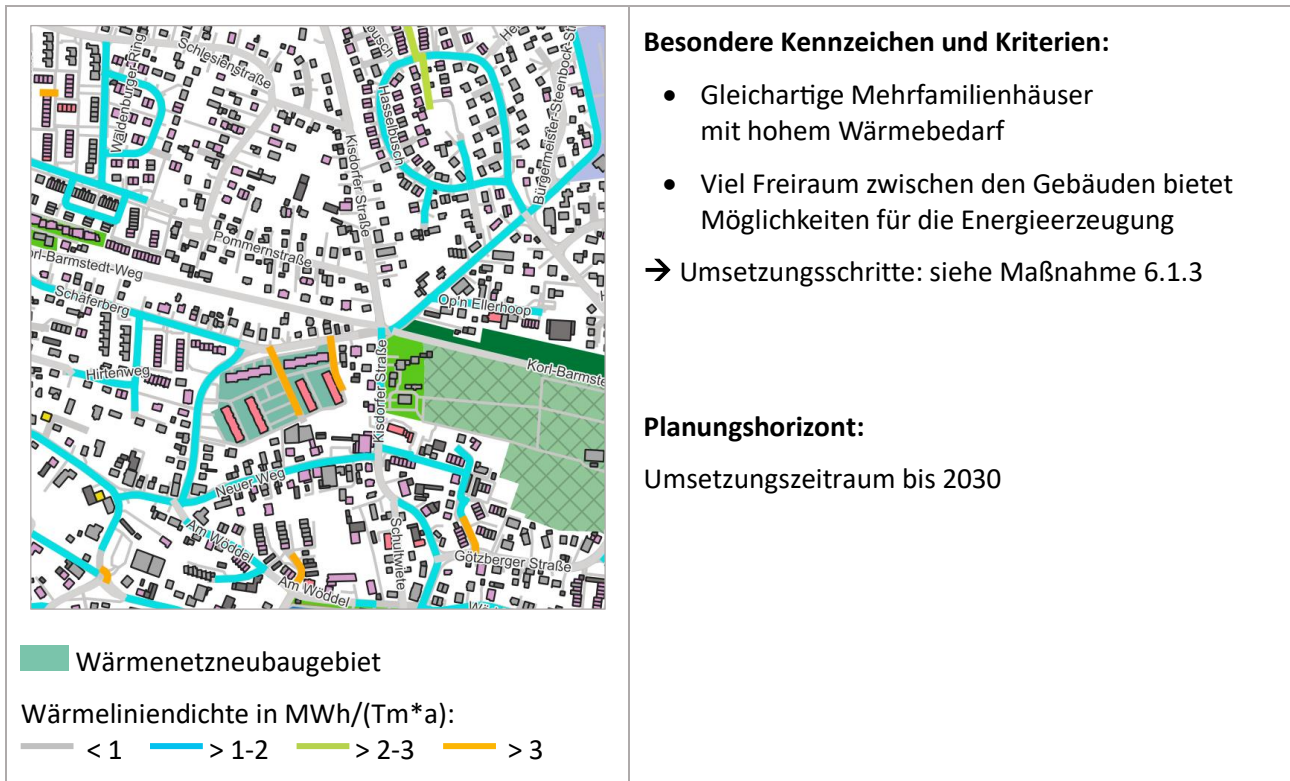 Schlesienstraße
Waldenburger-Ring
Hasselbusch
Kisdorfer Straße
Bürgermeister-Steenbock-St
Pommernstraße
orl-Barmstedt-Weg
Schäferberg
Op'n Ellerhoop
Hirtenweg
Kisdorfer Straße
Korl-Barmste
Neuer Weg
Am Wöddel
Schultwiete
Götzberger Straße
Am Wöddel
Wärmenetzneubaugebiet
Wärmeliniendichte in MWh/(Tm*a):
< 1 > 1-2 > 2-3 > 3
Besondere Kennzeichen und Kriterien:
• Gleichartige Mehrfamilienhäuser
mit hohem Wärmebedarf
• Viel Freiraum zwischen den Gebäuden bietet
Möglichkeiten für die Energieerzeugung
→ Umsetzungsschritte: siehe Maßnahme 6.1.3
Planungshorizont:
Umsetzungszeitraum bis 2030